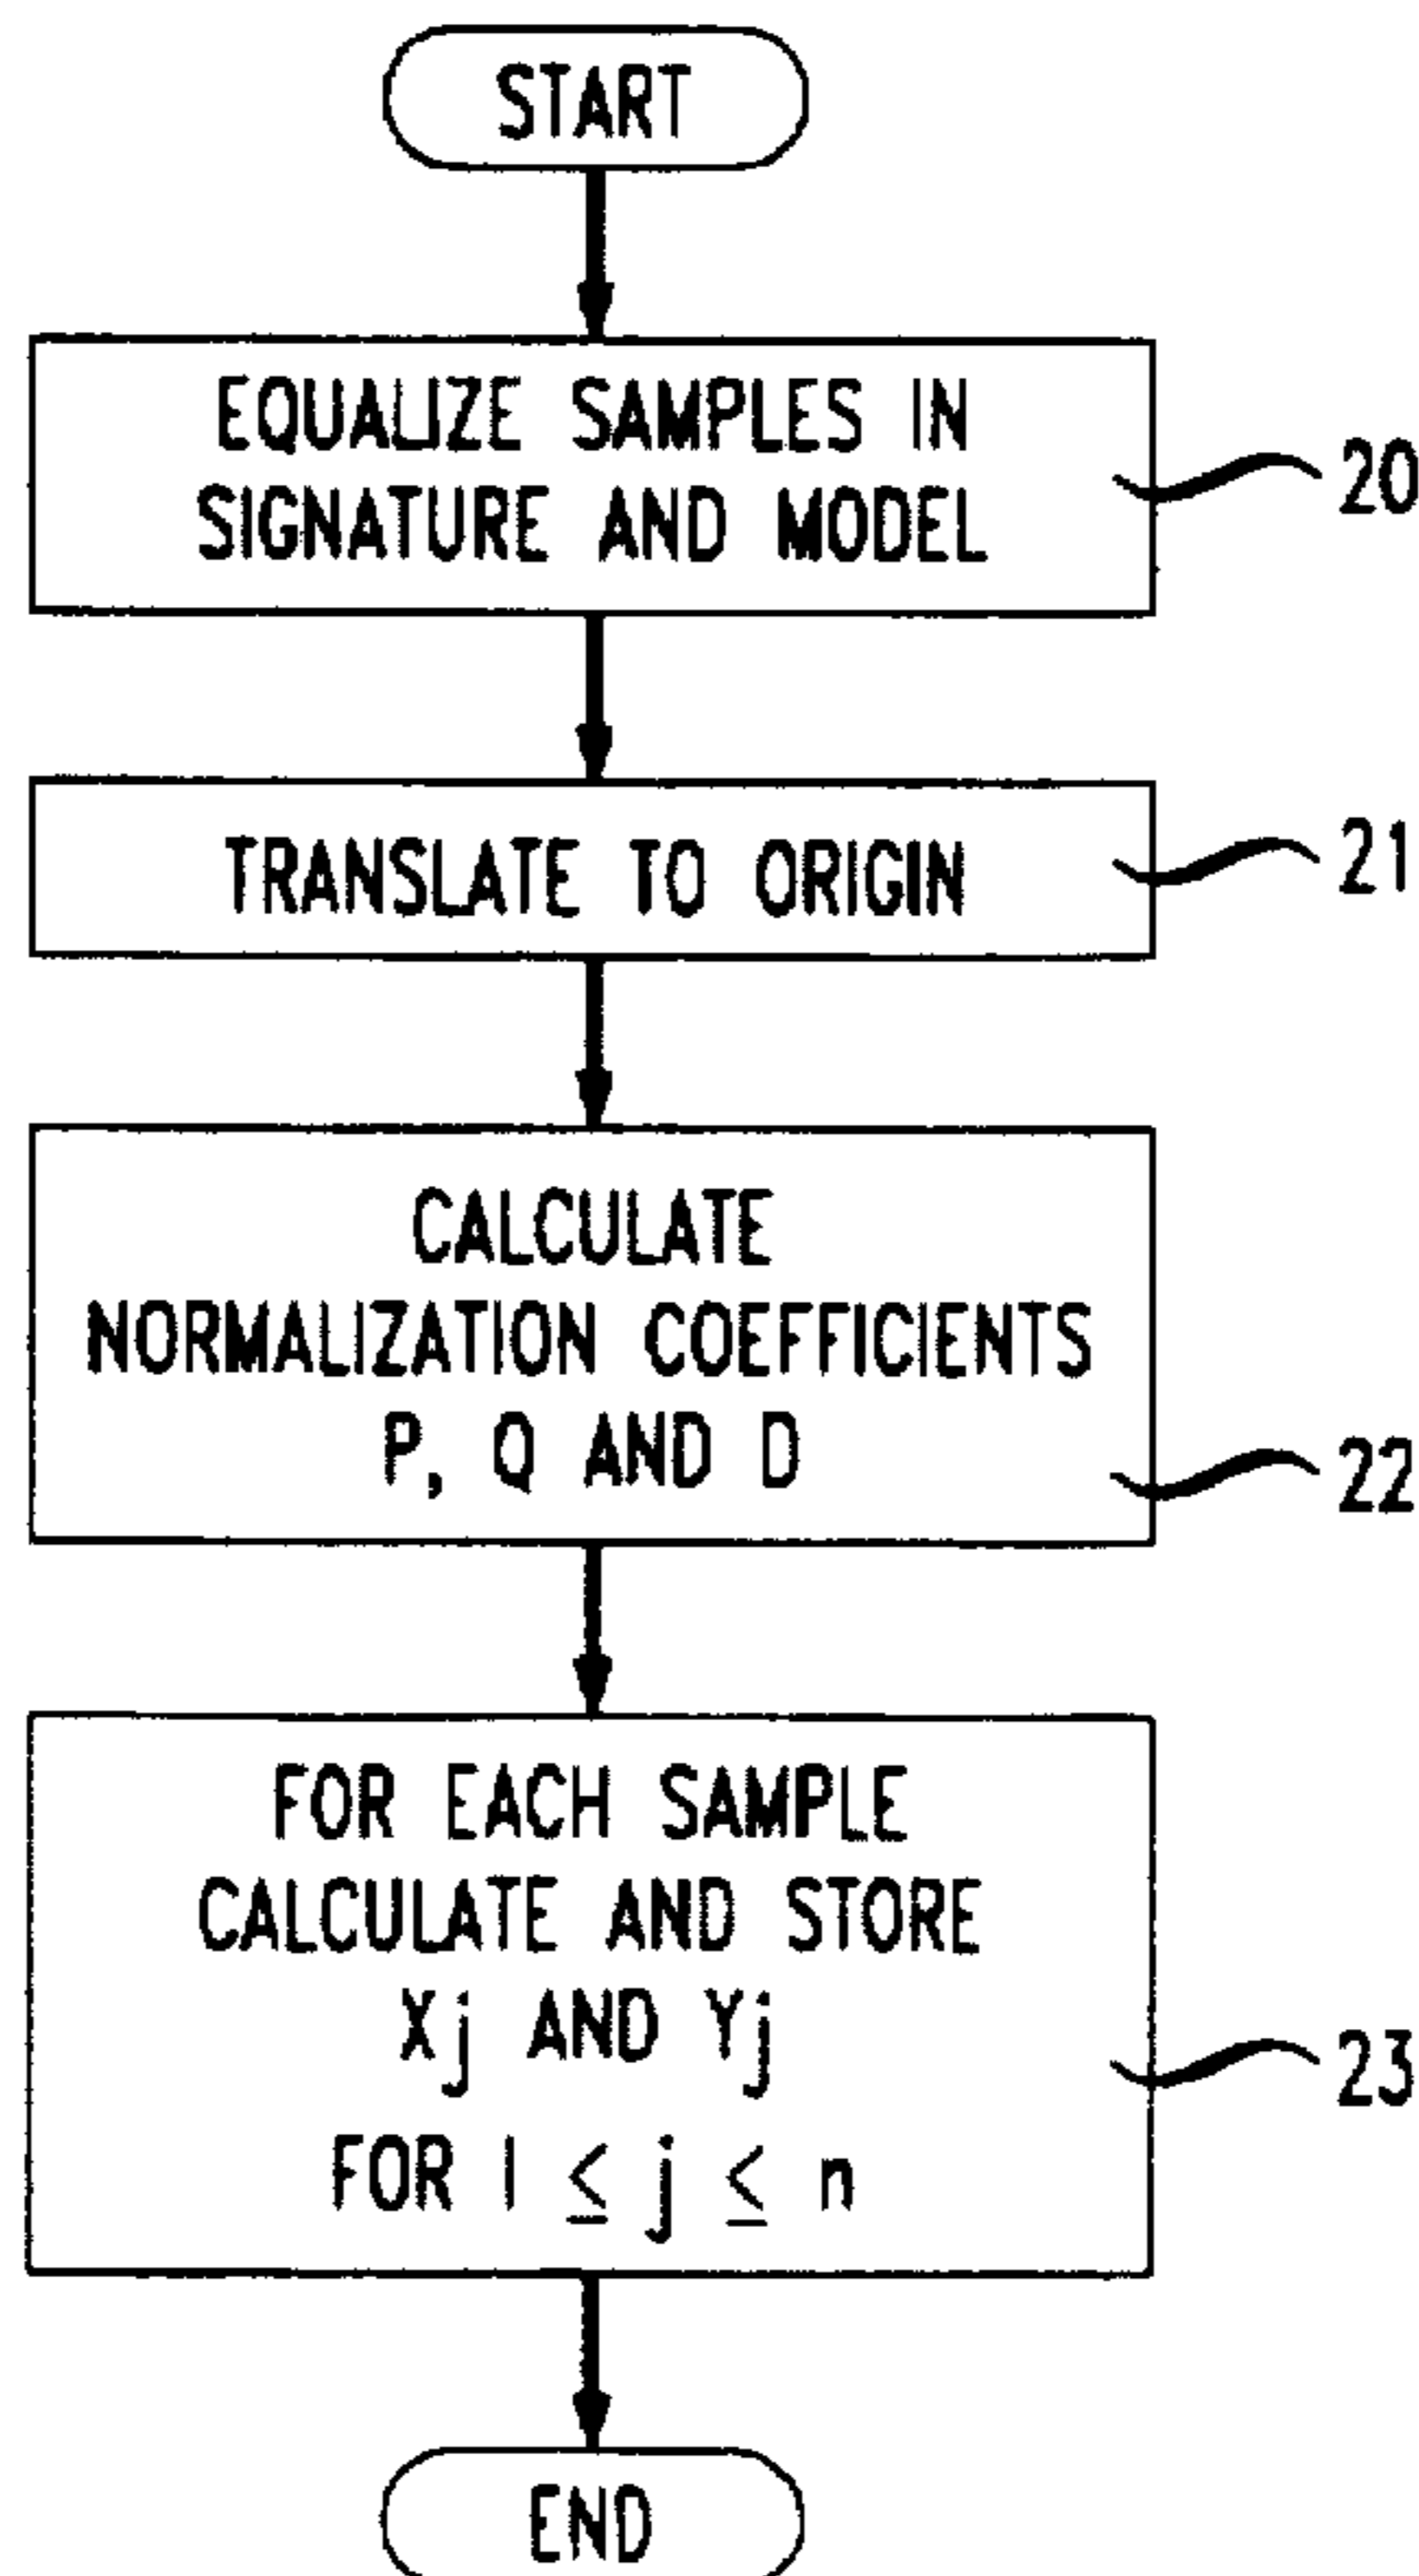 START
EQUALIZE SAMPLES IN
SIGNATURE AND MODEL
20
TRANSLATE TO ORIGIN
21
CALCULATE
NORMALIZATION COEFFICIENTS
P, Q AND D
22
FOR EACH SAMPLE
CALCULATE AND STORE
Xj AND Yj
FOR 1 ≤ j ≤ n
23
END